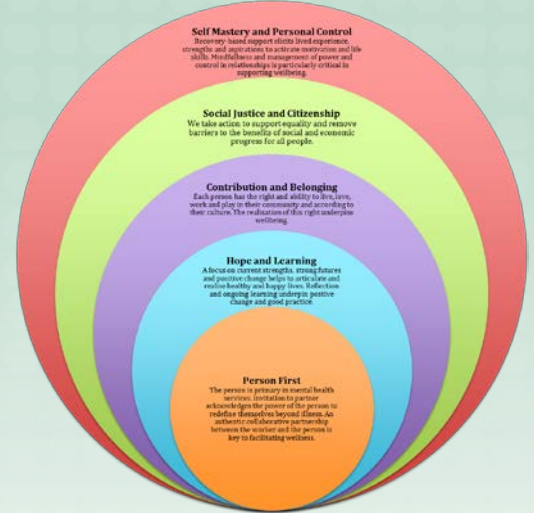 Self Mastery and Personal Control
Recovery-based support elicits lived experience,
strengths and aspirations to activate motivation and life
skills. Mindfulness and management of power and
control in relationships is particularly critical in
supporting wellbeing.
Social Justice and Citizenship
We take action to support equality and remove
barriers to the benefits of social and economic
progress for all people.
Contribution and Belonging
Each person has the right and ability to live, love,
work and play in their community and according to
their culture. The realisation of this right underpins
wellbeing.
Hope and Learning
A focus on current strengths, strong futures
and positive change helps to articulate and
realise healthy and happy lives. Reflection
and ongoing learning underpin positive
change and good practice.
Person First
The person is primary in mental health
services. Invitation to partner
acknowledges the power of the person to
redefine themselves beyond illness. An
authentic collaborative partnership
between the worker and the person is
key to facilitating wellness.